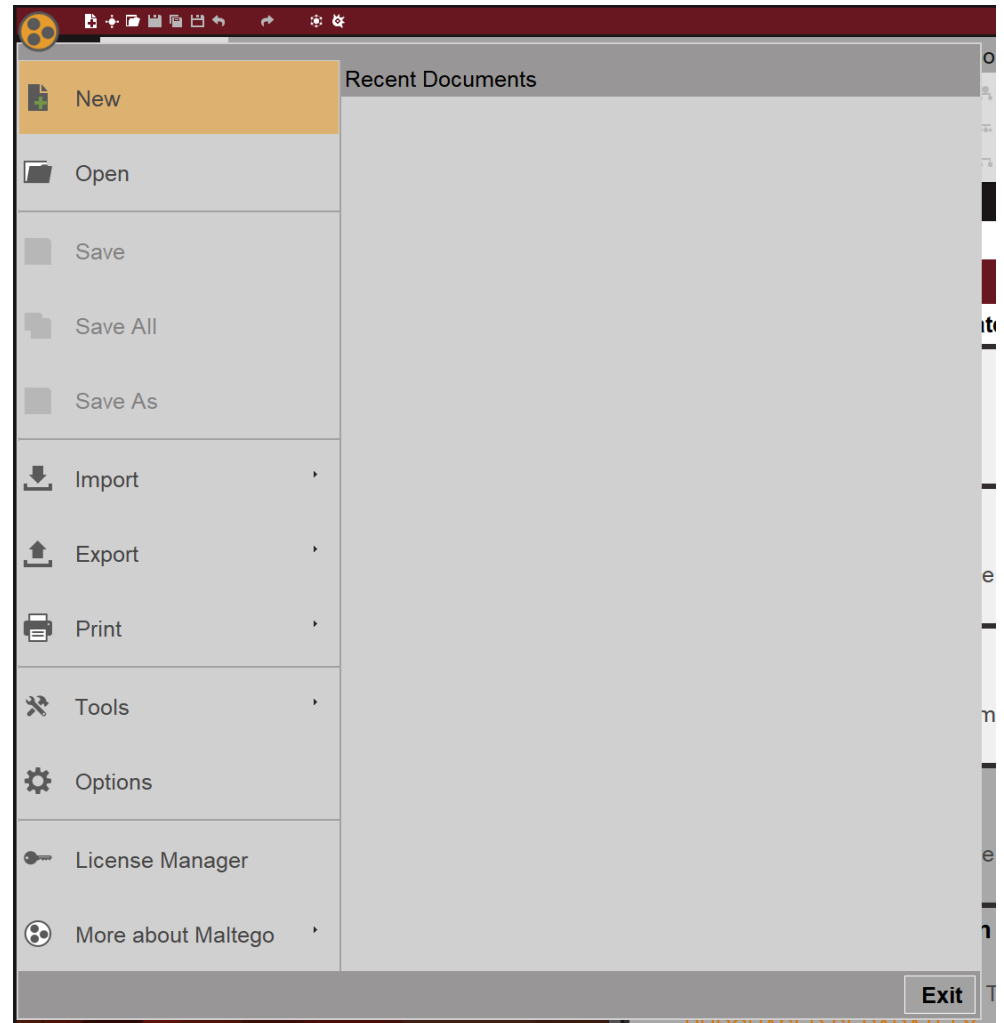 Recent Documents
New
Open
Save
Save All
Save As
Import
Export
Print
Tools
Options
License Manager
More about Maltego
Exit